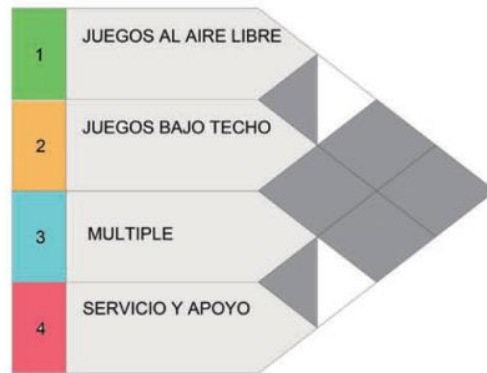 1 JUEGOS AL AIRE LIBRE
2 JUEGOS BAJO TECHO
3 MULTIPLE
4 SERVICIO Y APOYO